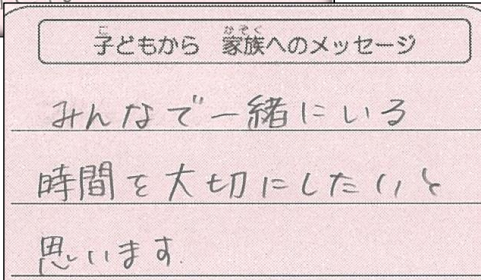 子どもから 家族へのメッセージ
みんなで一緒にいる
時間を大切にしたいと
思います.